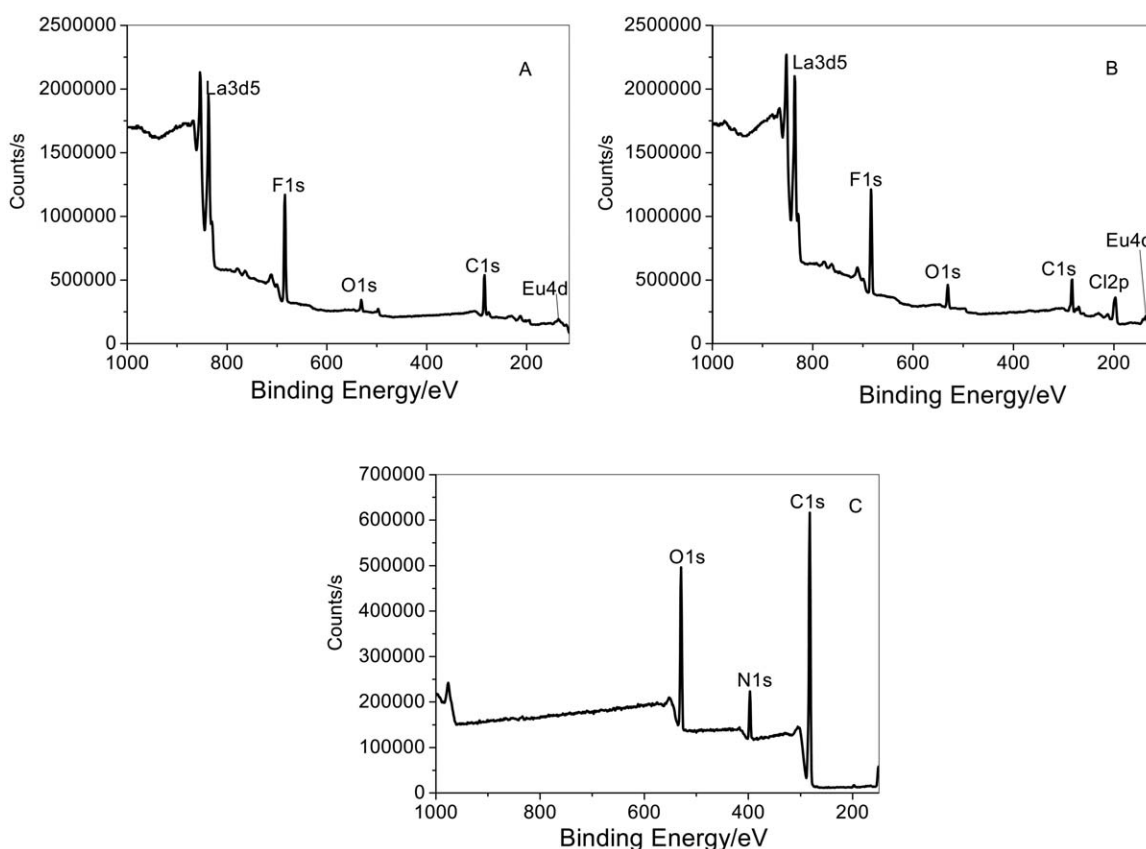 2500000
2000000
1500000
1000000
500000
0
Counts/s
La3d5
A
F1s
O1s
C1s
Eu4d
1000
800
600
400
200
Binding Energy/eV
2500000
2000000
1500000
1000000
500000
0
Counts/s
La3d5
B
F1s
O1s
C1s
Cl2p
Eu4d
1000
800
600
400
200
Binding Energy/eV
700000
600000
500000
400000
300000
200000
100000
0
Counts/s
C1s
C
O1s
N1s
1000
800
600
400
200
Binding Energy/eV